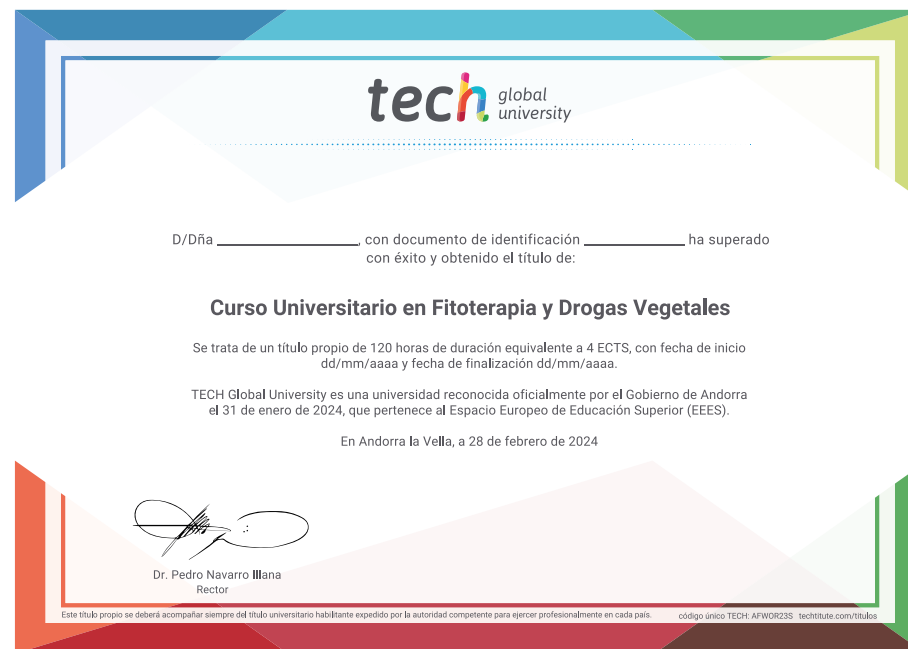 tech global university
D/Dña ____________________, con documento de identificación ______________ ha superado
con éxito y obtenido el título de:
Curso Universitario en Fitoterapia y Drogas Vegetales
Se trata de un título propio de 120 horas de duración equivalente a 4 ECTS, con fecha de inicio
dd/mm/aaaa y fecha de finalización dd/mm/aaaa.
TECH Global University es una universidad reconocida oficialmente por el Gobierno de Andorra
el 31 de enero de 2024, que pertenece al Espacio Europeo de Educación Superior (EEES).
En Andorra la Vella, a 28 de febrero de 2024
Dr. Pedro Navarro Illana
Rector
Este título propio se deberá acompañar siempre del título universitario habilitante expedido por la autoridad competente para ejercer profesionalmente en cada país.
código único TECH: AFWOR23S techtitute.com/titulos